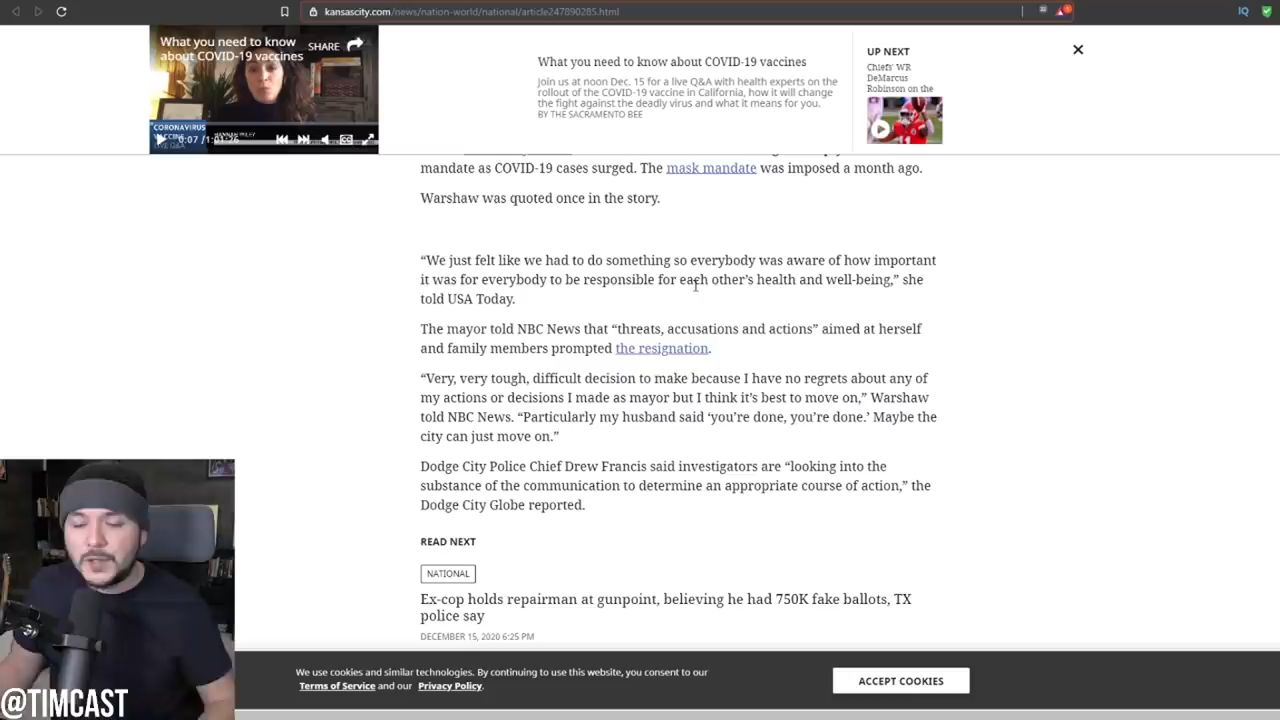 kansascity.com/news/nation-world/national/article247890285.html
IQ
What you need to know
about COVID-19 vaccines
SHARE
CORONAVIRUS
0:07
What you need to know about COVID-19 vaccines
Join us at noon Dec. 15 for a live Q&A with health experts on the
rollout of the COVID-19 vaccine in California, how it will change
the fight against the deadly virus and what it means for you.
BY THE SACRAMENTO BEE
UP NEXT
Chiefs' WR
DeMarcus
Robinson on the
mandate as COVID-19 cases surged. The mask mandate was imposed a month ago.
Warshaw was quoted once in the story.
“We just felt like we had to do something so everybody was aware of how important
it was for everybody to be responsible for each other’s health and well-being,” she
told USA Today.
The mayor told NBC News that “threats, accusations and actions” aimed at herself
and family members prompted the resignation.
“Very, very tough, difficult decision to make because I have no regrets about any of
my actions or decisions I made as mayor but I think it’s best to move on,” Warshaw
told NBC News. “Particularly my husband said ‘you’re done, you’re done.’ Maybe the
city can just move on.”
Dodge City Police Chief Drew Francis said investigators are “looking into the
substance of the communication to determine an appropriate course of action,” the
Dodge City Globe reported.
READ NEXT
NATIONAL
Ex-cop holds repairman at gunpoint, believing he had 750K fake ballots, TX
police say
DECEMBER 15, 2020 6:25 PM
We use cookies and similar technologies. By continuing to use this website, you consent to our
Terms of Service and our Privacy Policy.
ACCEPT COOKIES
@TIMCAST